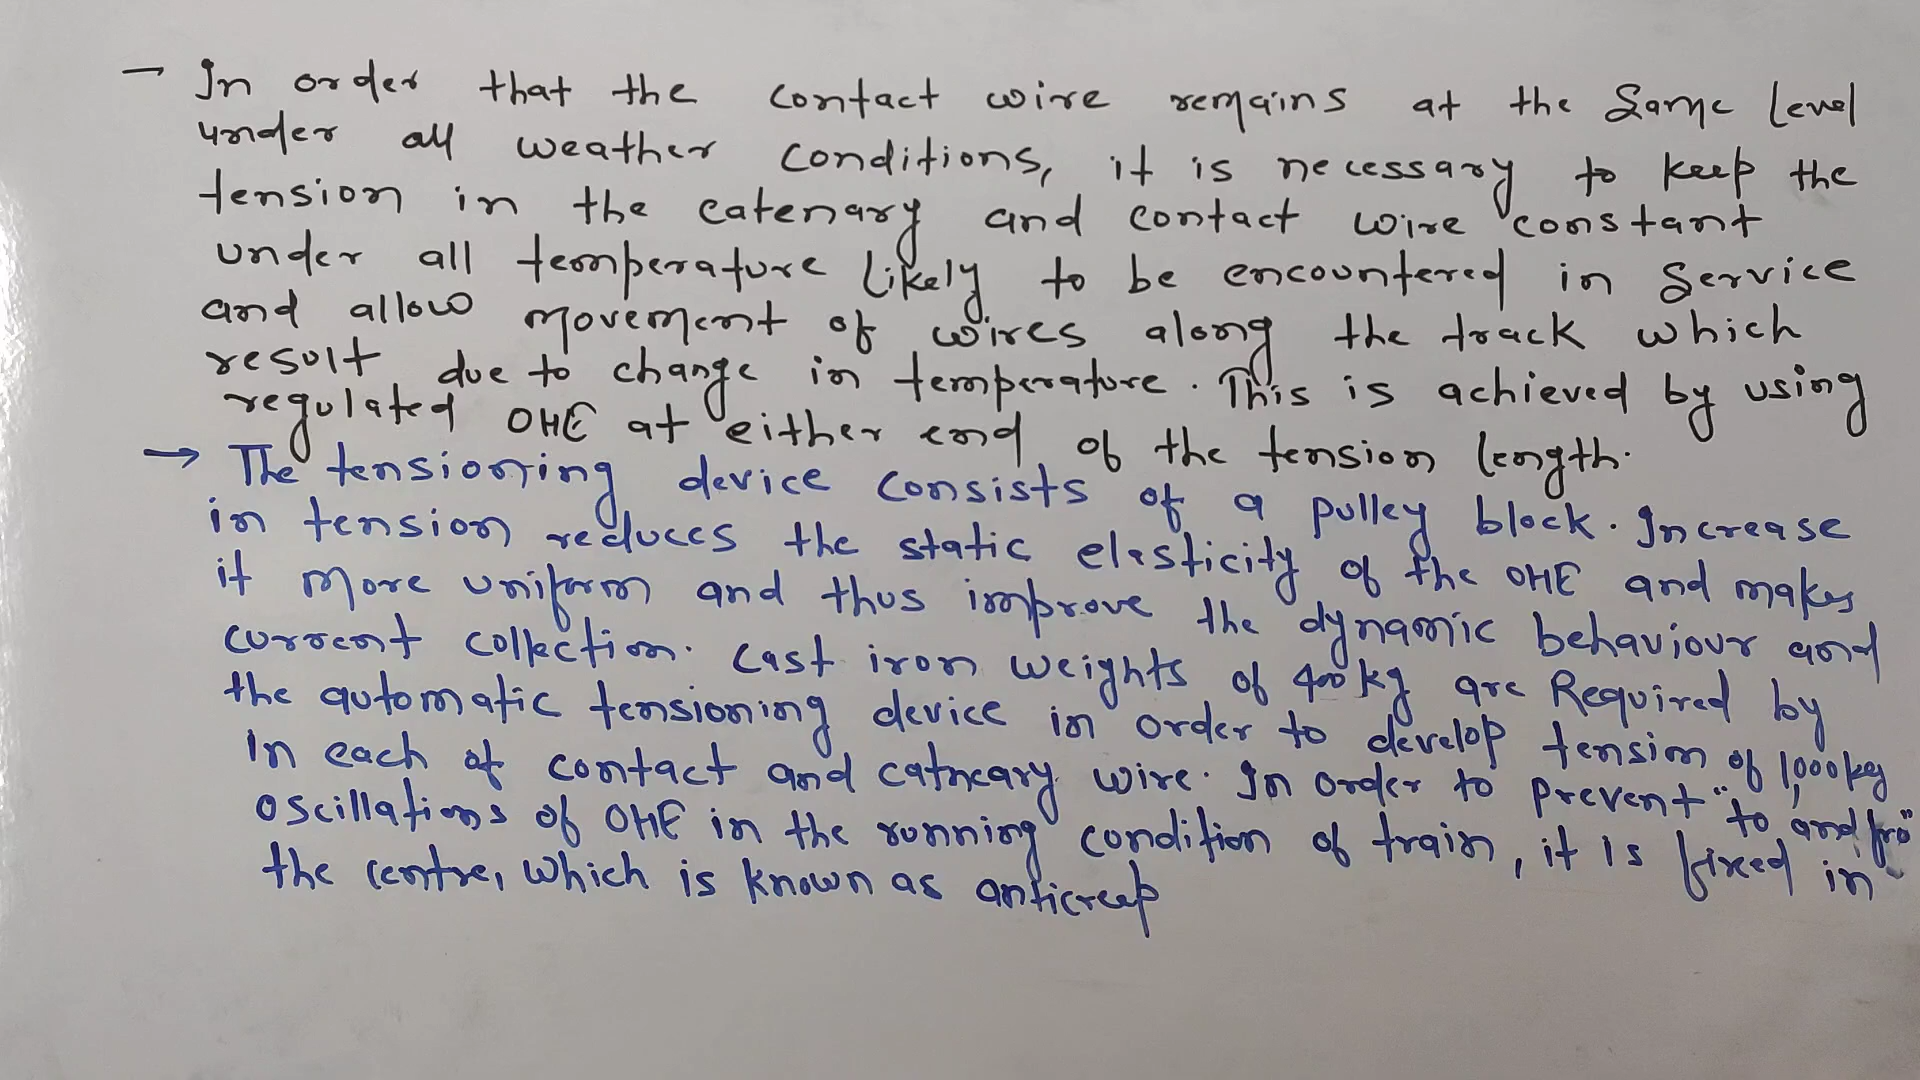 → In order that the contact wire remains at the same level
under all weather conditions, it is necessary to keep the
tension in the catenary and contact wire constant
under all temperature likely to be encountered in service
and allow movement of wires along the track which
result due to change in temperature. This is achieved by using
regulated OHE at either end of the tension length.
→ The tensioning device consists of a pulley block. Increase
in tension reduces the static elasticity of the OHE and makes
it more uniform and thus improve the dynamic behaviour and
current collection. Cast iron weights of 400 kg are Required by
the automatic tensioning device in order to develop tension of 1,000 kg
in each of contact and catneary wire. In order to prevent "to and fro"
oscillations of OHE in the running condition of train, it is fixed in
the centre, which is known as anticreep